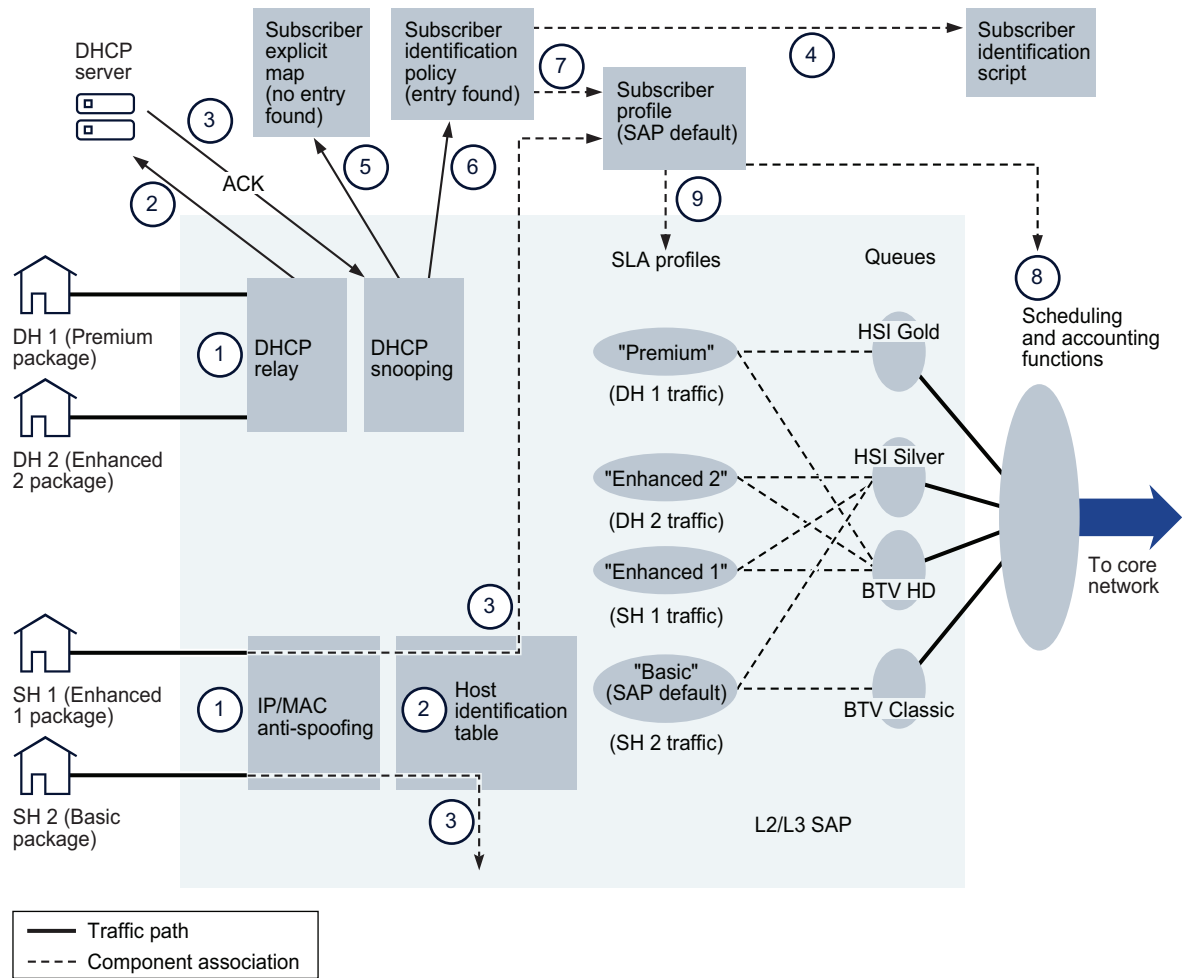 DHCP
server
Subscriber
explicit
map
(no entry
found)
Subscriber
identification
policy
(entry found)
4
Subscriber
identification
script
7
Subscriber
profile
(SAP default)
3
ACK
2
5
6
9
SLA profiles
Queues
8
Scheduling
and accounting
functions
DH 1 (Premium
package)
1
DHCP
relay
DHCP
snooping
DH 2 (Enhanced
2 package)
"Premium"
(DH 1 traffic)
"Enhanced 2"
(DH 2 traffic)
"Enhanced 1"
(SH 1 traffic)
"Basic"
(SAP default)
(SH 2 traffic)
HSI Gold
HSI Silver
BTV HD
BTV Classic
To core
network
3
SH 1 (Enhanced
1 package)
1
IP/MAC
anti-spoofing
2
Host
identification
table
SH 2 (Basic
package)
3
L2/L3 SAP
Traffic path
Component association